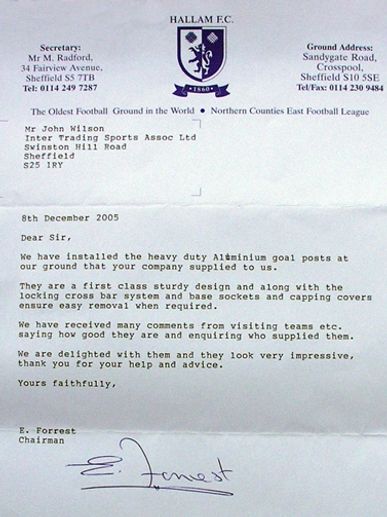 HALLAM F.C.
Secretary:
Mr M. Radford,
34 Fairview Avenue,
Sheffield S5 7TB
Tel: 0114 249 7287
Ground Address:
Sandygate Road,
Crosspool,
Sheffield S10 5SE
Tel/Fax: 0114 230 9484
1860
The Oldest Football Ground in the World • Northern Counties East Football League
Mr John Wilson
Inter Trading Sports Assoc Ltd
Swinston Hill Road
Sheffield
S25 1RY
8th December 2005
Dear Sir,
We have installed the heavy duty Aluminium goal posts at
our ground that your company supplied to us.
They are a first class sturdy design and along with the
locking cross bar system and base sockets and capping covers
ensure easy removal when required.
We have received many comments from visiting teams etc.
saying how good they are and enquiring who supplied them.
We are delighted with them and they look very impressive,
thank you for your help and advice.
Yours faithfully,
E. Forrest
Chairman
E. Forrest